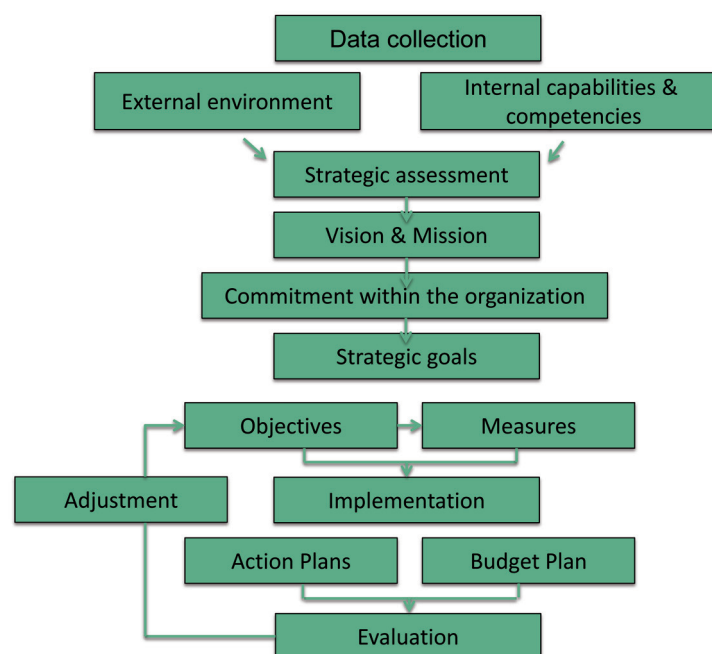 Data collection
External environment
Internal capabilities &
competencies
Strategic assessment
Vision & Mission
Commitment within the organization
Strategic goals
Objectives
Measures
Adjustment
Implementation
Action Plans
Budget Plan
Evaluation